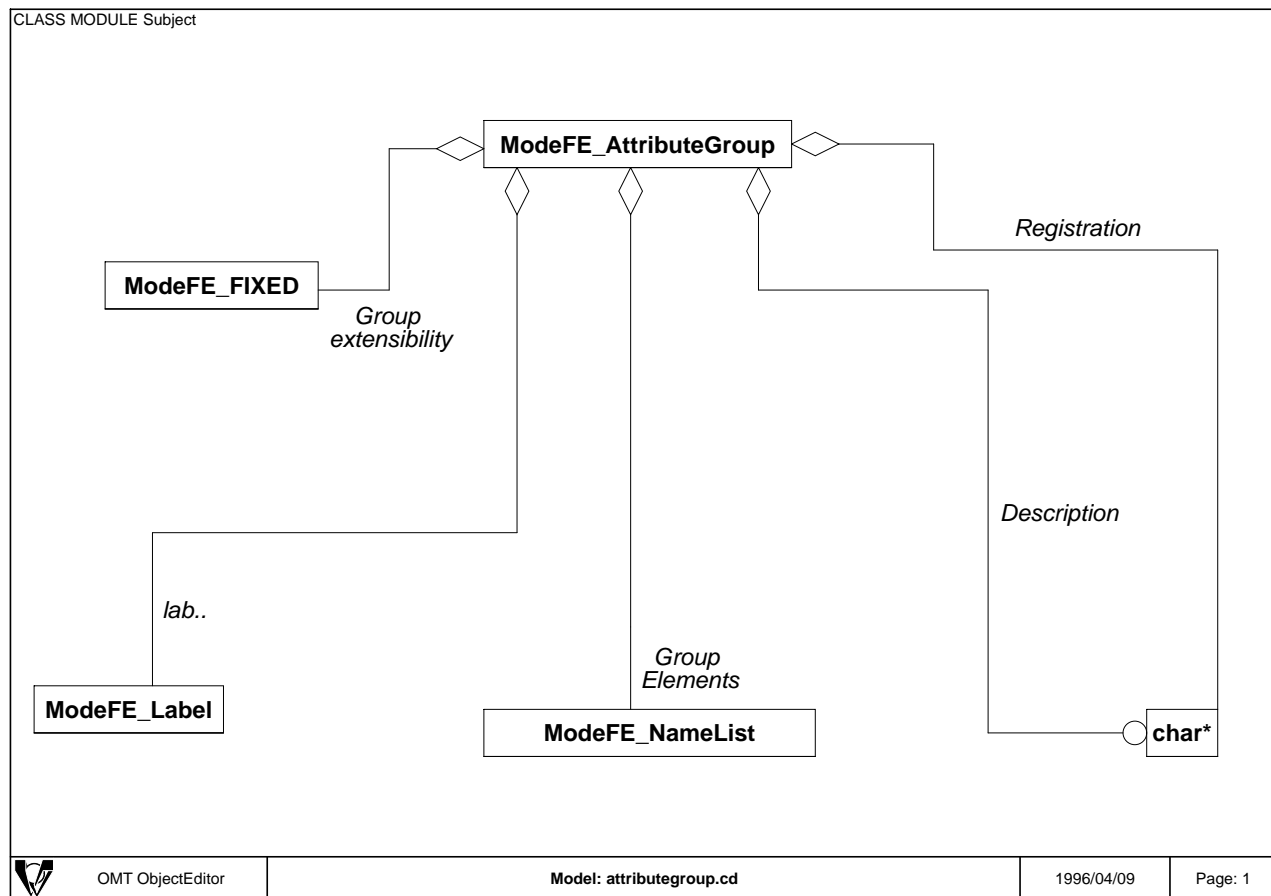 CLASS MODULE Subject
ModeFE_AttributeGroup
Registration
ModeFE_FIXED
Group
extensibility
Description
lab..
Group
Elements
ModeFE_Label
ModeFE_NameList
char*
OMT ObjectEditor
Model: attributegroup.cd
1996/04/09
Page: 1